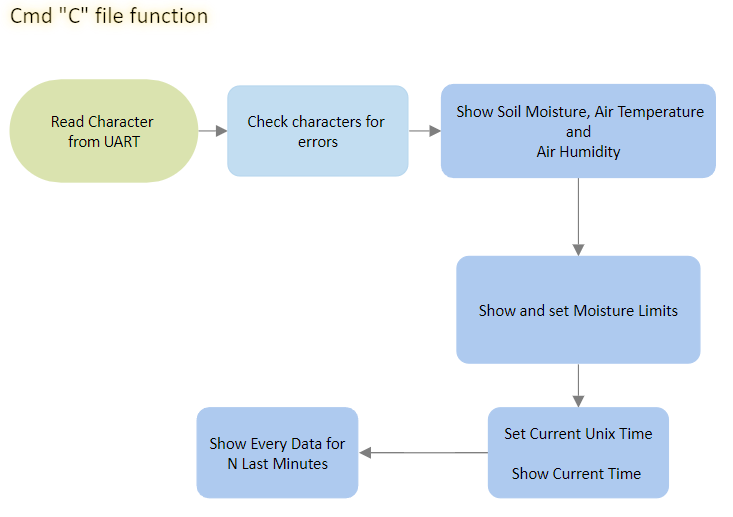 Cmd "C" file function
Read Character
from UART
Check characters for
errors
Show Soil Moisture, Air Temperature
and
Air Humidity
Show and set Moisture Limits
Set Current Unix Time
Show Current Time
Show Every Data for
N Last Minutes